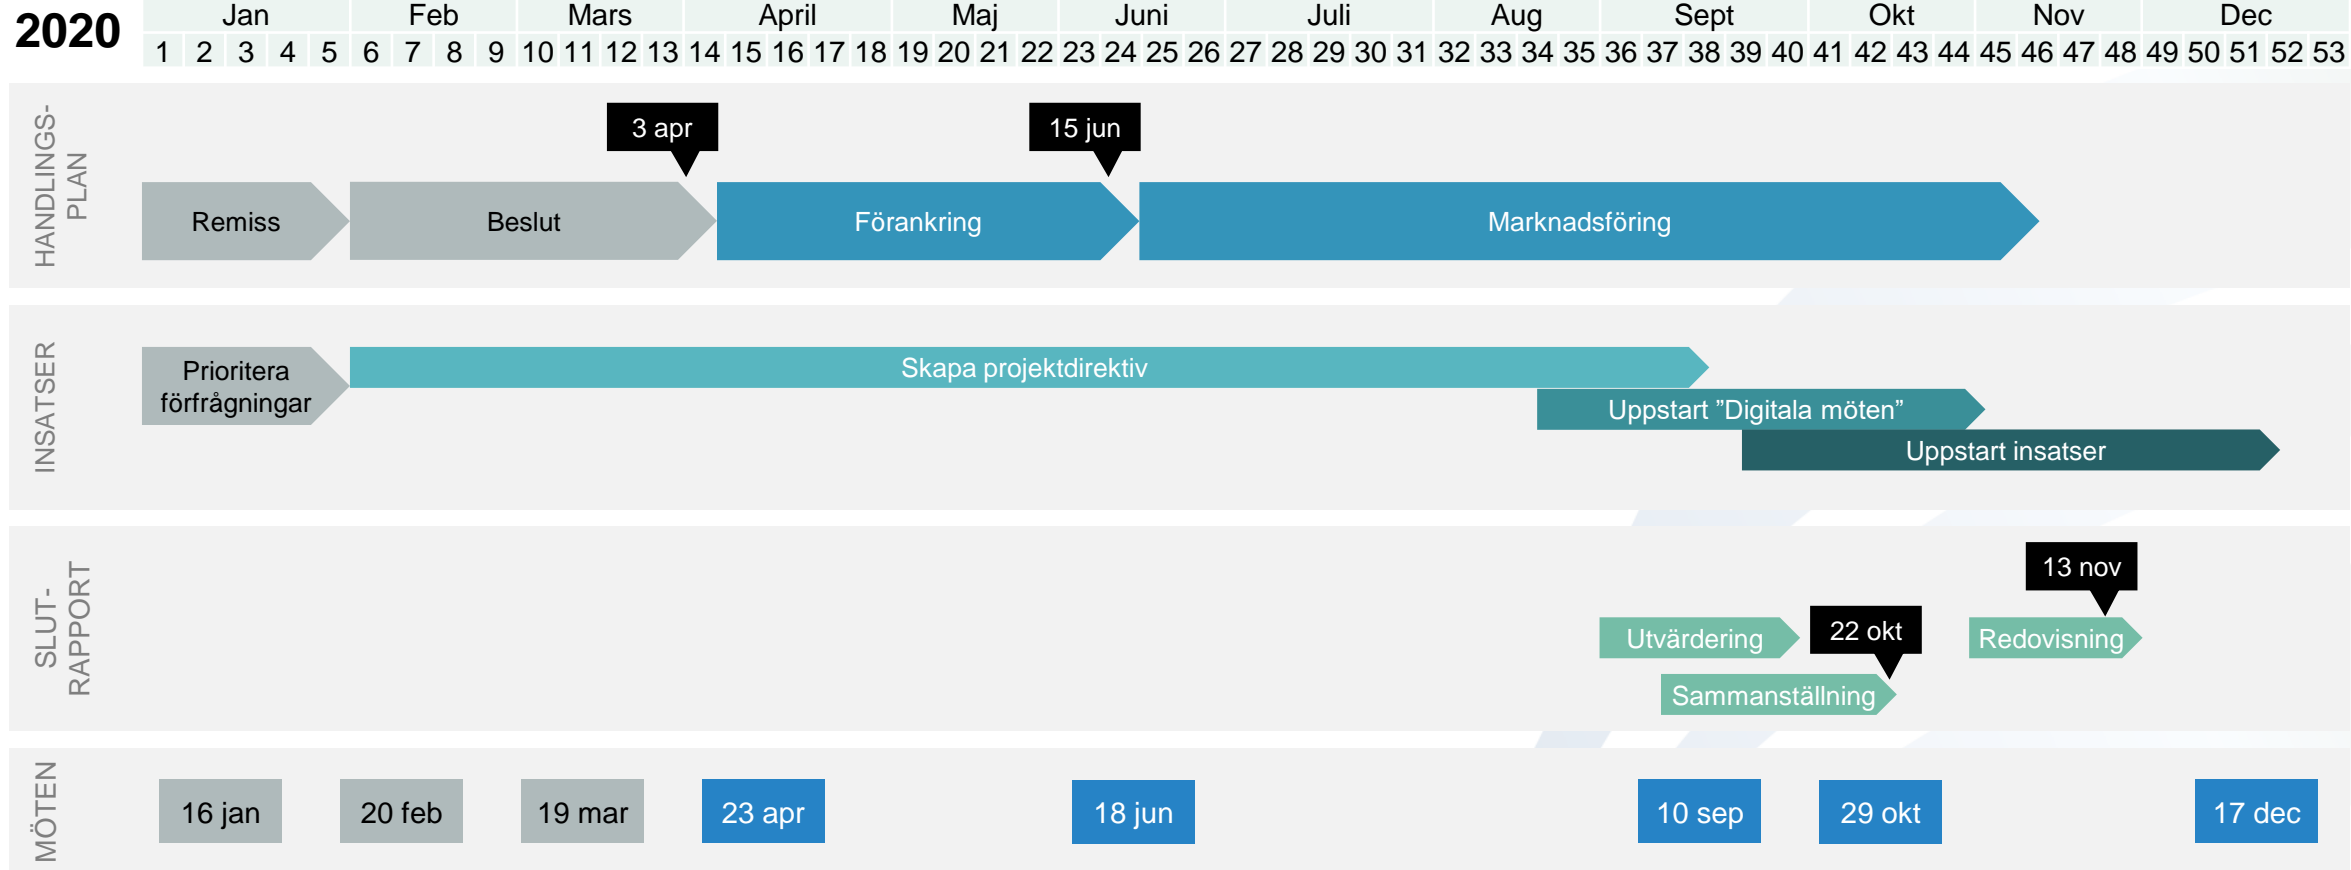 2020
Jan Feb Mars April Maj Juni Juli Aug Sept Okt Nov Dec
1 2 3 4 5 6 7 8 9 10 11 12 13 14 15 16 17 18 19 20 21 22 23 24 25 26 27 28 29 30 31 32 33 34 35 36 37 38 39 40 41 42 43 44 45 46 47 48 49 50 51 52 53
HANDLINGS-
PLAN
3 apr 15 jun
Remiss Beslut Förankring Marknadsföring
INSATSER
Prioritera
förfrågningar
Skapa projektdirektiv
Uppstart ”Digitala möten”
Uppstart insatser
SLUT-
RAPPORT
13 nov
Utvärdering 22 okt Redovisning
Sammanställning
MÖTEN
16 jan 20 feb 19 mar 23 apr 18 jun 10 sep 29 okt 17 dec